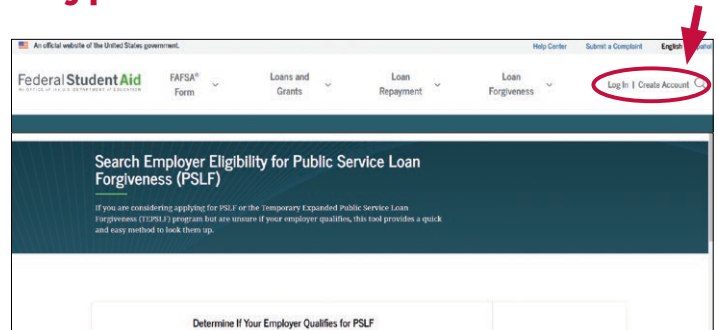 An official website of the United States government.
Help Center Submit a Complaint English
Federal Student Aid
An OFFICE of the U.S. DEPARTMENT of EDUCATION
FAFSA® Form
Loans and Grants
Loan Repayment
Loan Forgiveness
Log In | Create Account
Search Employer Eligibility for Public Service Loan
Forgiveness (PSLF)
If you are considering applying for PSLF or the Temporary Expanded Public Service Loan
Forgiveness (TEPSLF) program but are unsure if your employer qualifies, this tool provides a quick
and easy method to look them up.
Determine If Your Employer Qualifies for PSLF